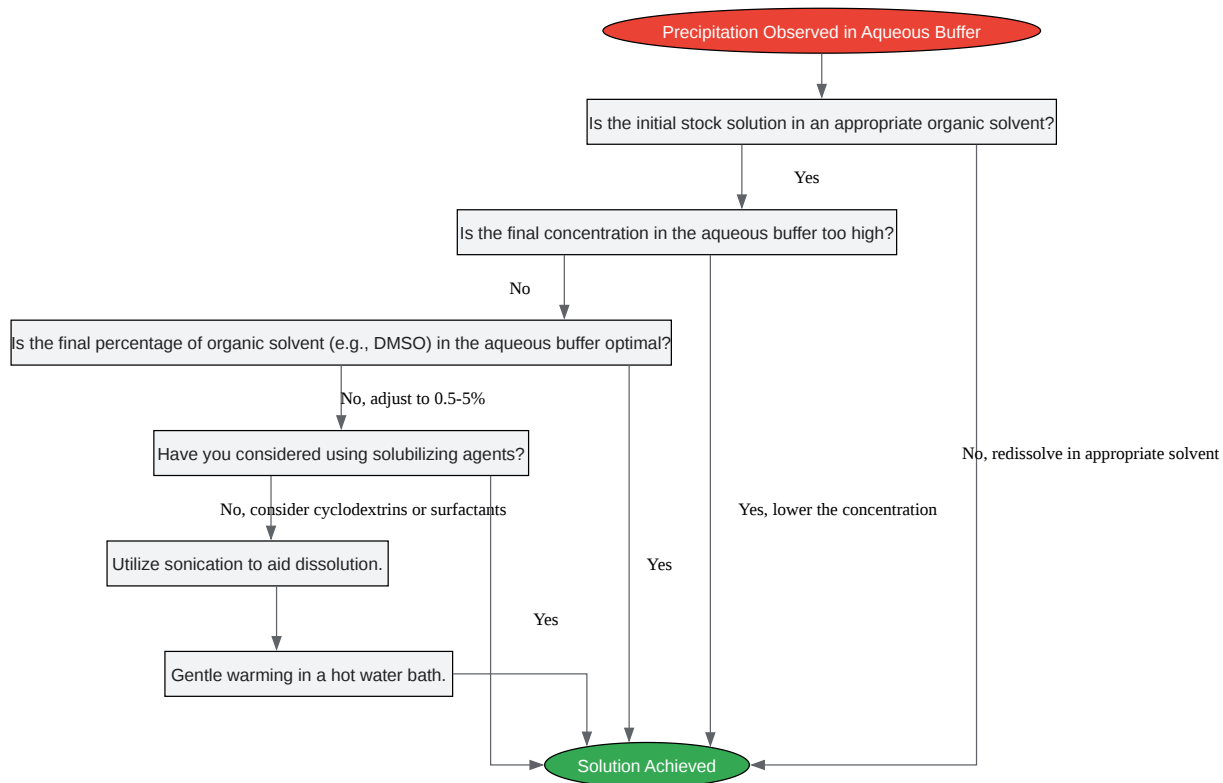 Precipitation Observed in Aqueous Buffer
Is the initial stock solution in an appropriate organic solvent?
Yes
Is the final concentration in the aqueous buffer too high?
No
Is the final percentage of organic solvent (e.g., DMSO) in the aqueous buffer optimal?
No, adjust to 0.5-5%
Have you considered using solubilizing agents?
No, redissolve in appropriate solvent
No, consider cyclodextrins or surfactants
Yes, lower the concentration
Utilize sonication to aid dissolution.
Yes
Yes
Gentle warming in a hot water bath.
Solution Achieved